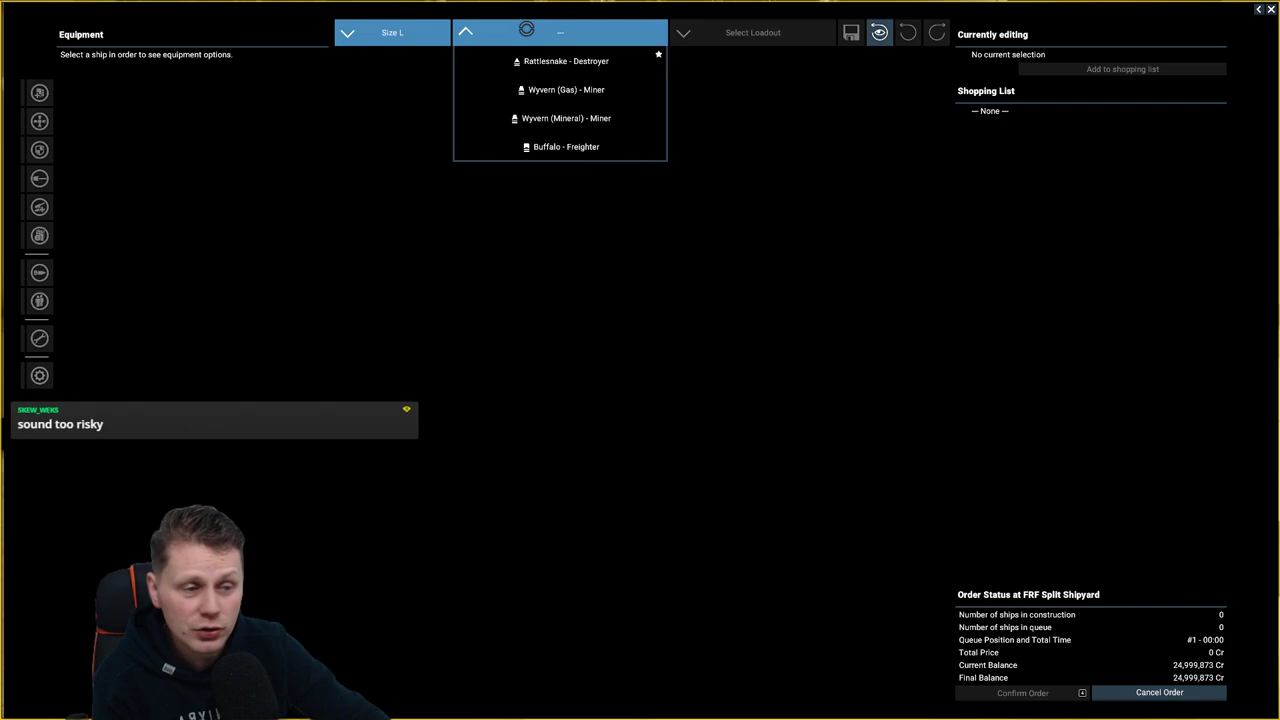 Equipment
Select a ship in order to see equipment options.
Size L
---
Select Loadout
Rattlesnake - Destroyer
Wyvern (Gas) - Miner
Wyvern (Mineral) - Miner
Buffalo - Freighter
Currently editing
No current selection
Add to shopping list
Shopping List
--- None ---
SKEW_WEKS
sound too risky
Order Status at FRF Split Shipyard
Number of ships in construction 0
Number of ships in queue 0
Queue Position and Total Time #1 - 00:00
Total Price 0 Cr
Current Balance 24,999,873 Cr
Final Balance 24,999,873 Cr
Confirm Order
Cancel Order